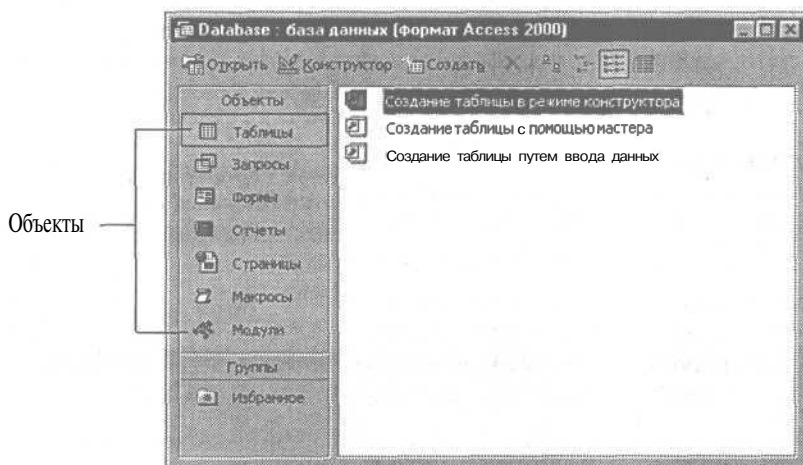 Database : база данных (формат Access 2000)
Открыть Конструктор Создать
Объекты
Таблицы
Запросы
Формы
Отчеты
Страницы
Макросы
Модули
Группы
Избранное
Создание таблицы в режиме конструктора
Создание таблицы с помощью мастера
Создание таблицы путем ввода данных
Объекты